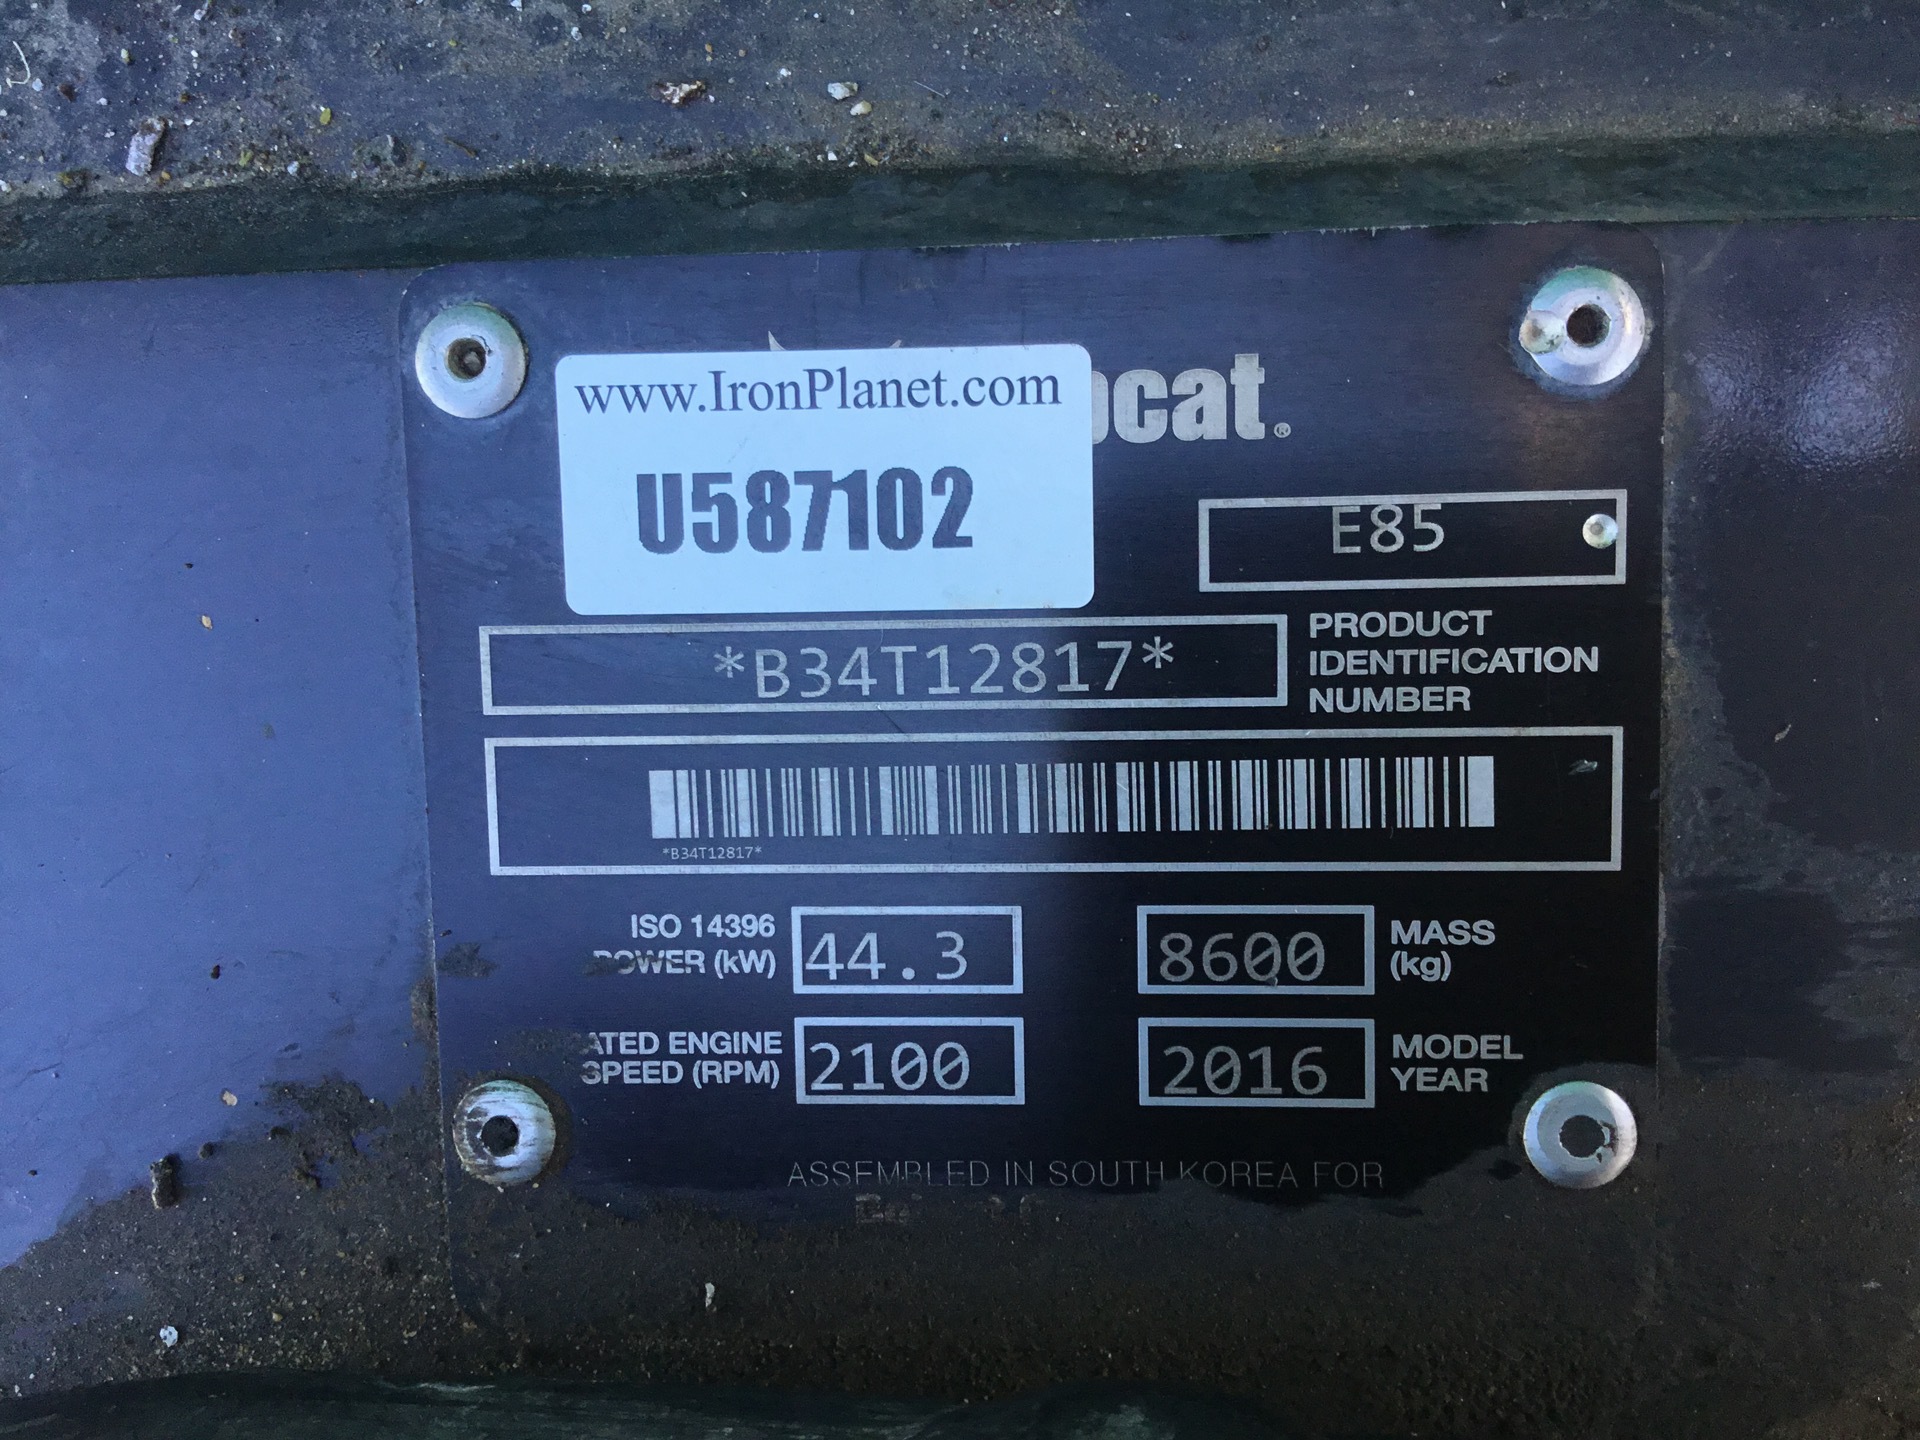 www.IronPlanet.com
U587102
bcat®
E85
*B34T12817*
PRODUCT
IDENTIFICATION
NUMBER
*B34T12817*
ISO 14396
POWER (kW)
44.3
8600
MASS
(kg)
RATED ENGINE
SPEED (RPM)
2100
2016
MODEL
YEAR
ASSEMBLED IN SOUTH KOREA FOR